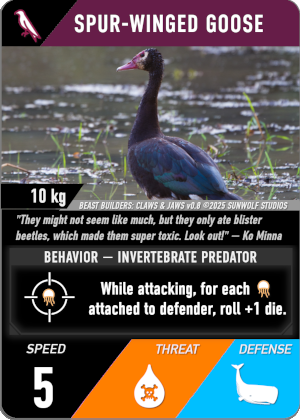 SPUR-WINGED GOOSE
10 kg
BEAST BUILDERS: CLAWS & JAWS v0.8 ©2025 SUNWOLF STUDIOS
"They might not seem like much, but they only ate blister
beetles, which made them super toxic. Look out!" — Ko Minna
BEHAVIOR — INVERTEBRATE PREDATOR
While attacking, for each
attached to defender, roll +1 die.
SPEED
THREAT
DEFENSE
5